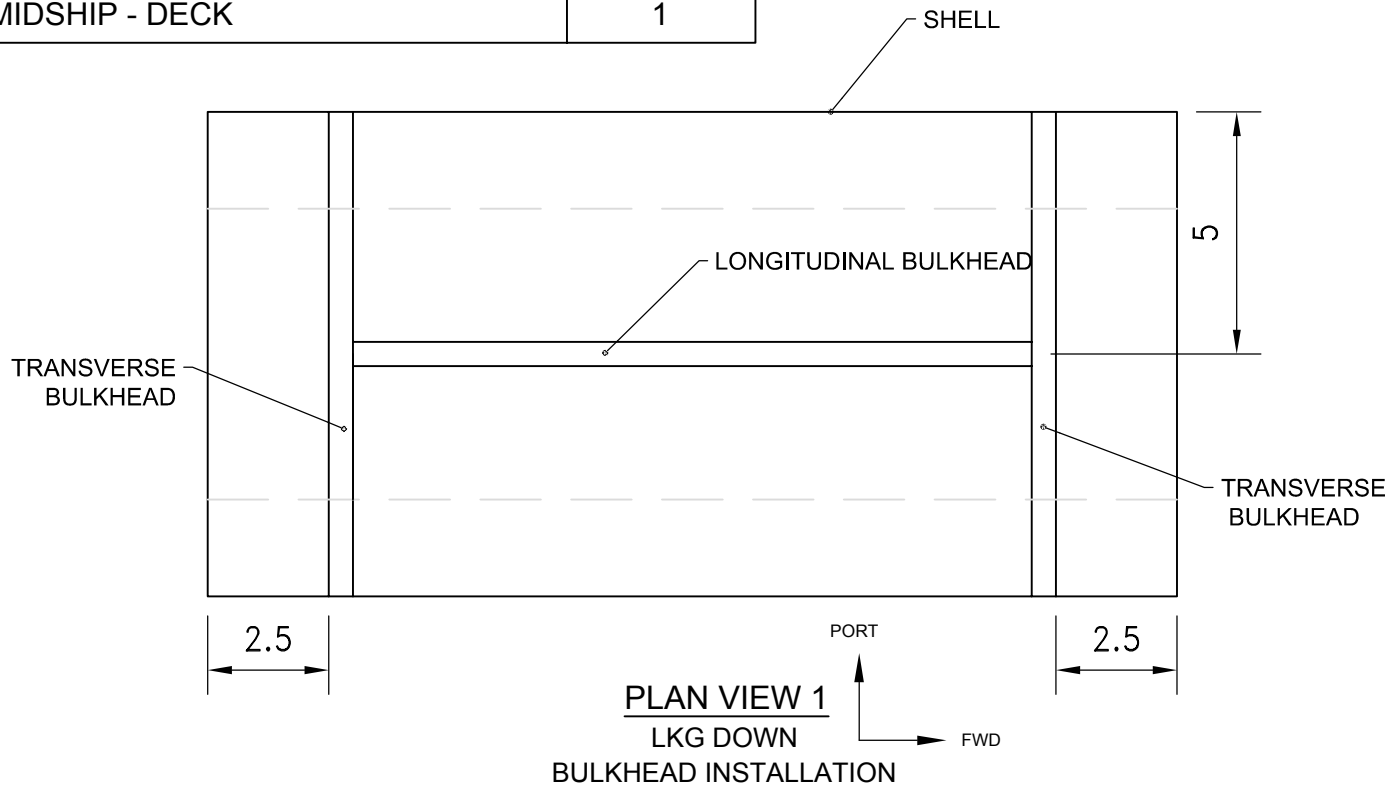 MIDSHIP - DECK
1
SHELL
5
LONGITUDINAL BULKHEAD
TRANSVERSE
BULKHEAD
TRANSVERSE
BULKHEAD
2.5
2.5
PORT
FWD
PLAN VIEW 1
LKG DOWN
BULKHEAD INSTALLATION